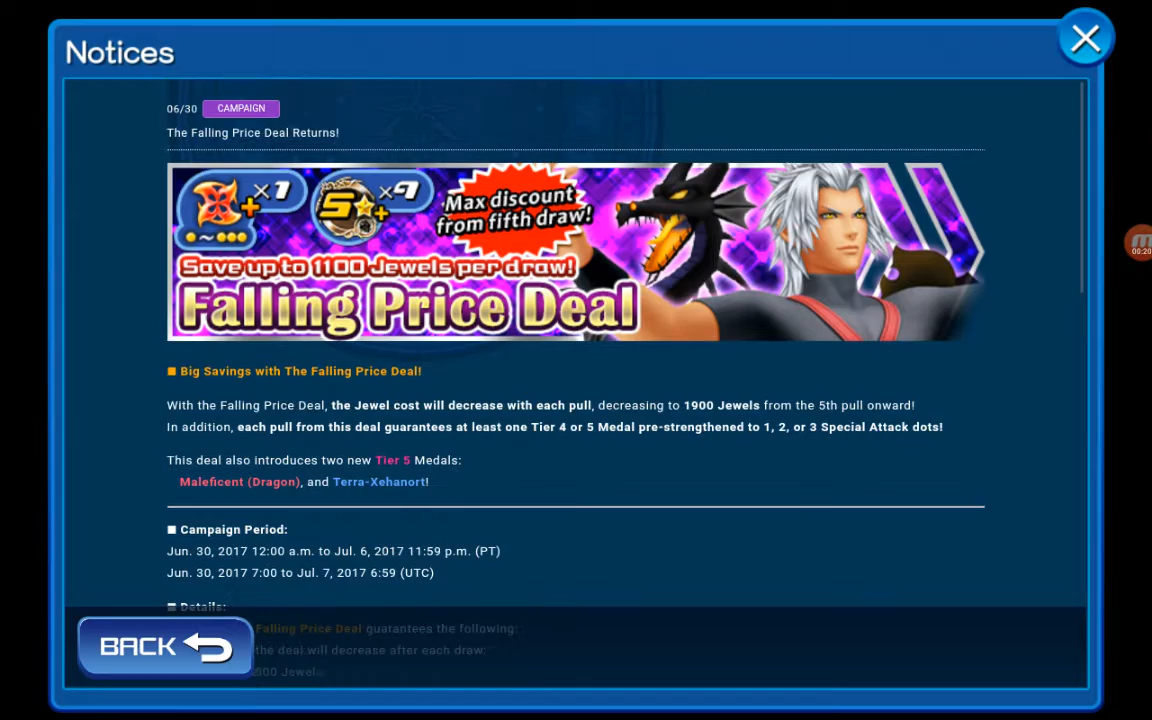 Notices
06/30 CAMPAIGN
The Falling Price Deal Returns!
×1
5 ×9
Max discount
from fifth draw!
Save up to 1100 Jewels per draw!
Falling Price Deal
■ Big Savings with The Falling Price Deal!
With the Falling Price Deal, the Jewel cost will decrease with each pull, decreasing to 1900 Jewels from the 5th pull onward!
In addition, each pull from this deal guarantees at least one Tier 4 or 5 Medal pre-strengthened to 1, 2, or 3 Special Attack dots!
This deal also introduces two new Tier 5 Medals:
Maleficent (Dragon), and Terra-Xehanort!
■ Campaign Period:
Jun. 30, 2017 12:00 a.m. to Jul. 6, 2017 11:59 p.m. (PT)
Jun. 30, 2017 7:00 to Jul. 7, 2017 6:59 (UTC)
■ Details:
Falling Price Deal guarantees the following:
the deal will decrease after each draw:
00 Jewel
BACK
00:20